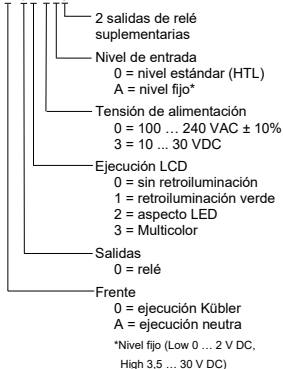 2 salidas de relé
suplementarias
Nivel de entrada
0 = nivel estándar (HTL)
A = nivel fijo*
Tensión de alimentación
0 = 100 … 240 VAC ± 10%
3 = 10 ... 30 VDC
Ejecución LCD
0 = sin retroiluminación
1 = retroiluminación verde
2 = aspecto LED
3 = Multicolor
Salidas
0 = relé
Frente
0 = ejecución Kübler
A = ejecución neutra
*Nivel fijo (Low 0 … 2 V DC,
High 3,5 … 30 V DC)